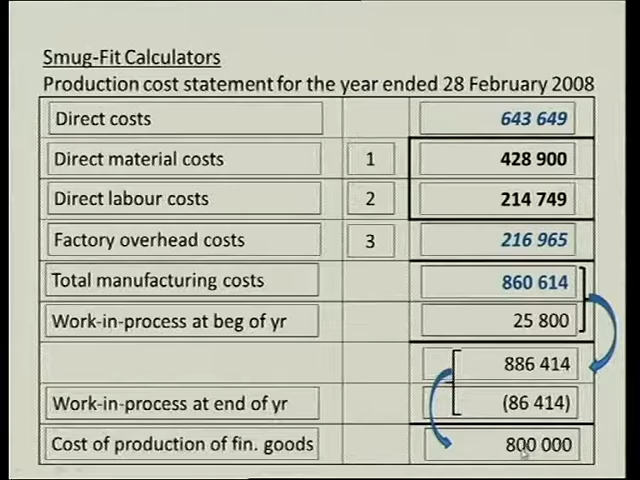 Smug-Fit Calculators
Production cost statement for the year ended 28 February 2008
Direct costs 643 649
Direct material costs 1 428 900
Direct labour costs 2 214 749
Factory overhead costs 3 216 965
Total manufacturing costs 860 614
Work-in-process at beg of yr 25 800
886 414
Work-in-process at end of yr (86 414)
Cost of production of fin. goods 800 000